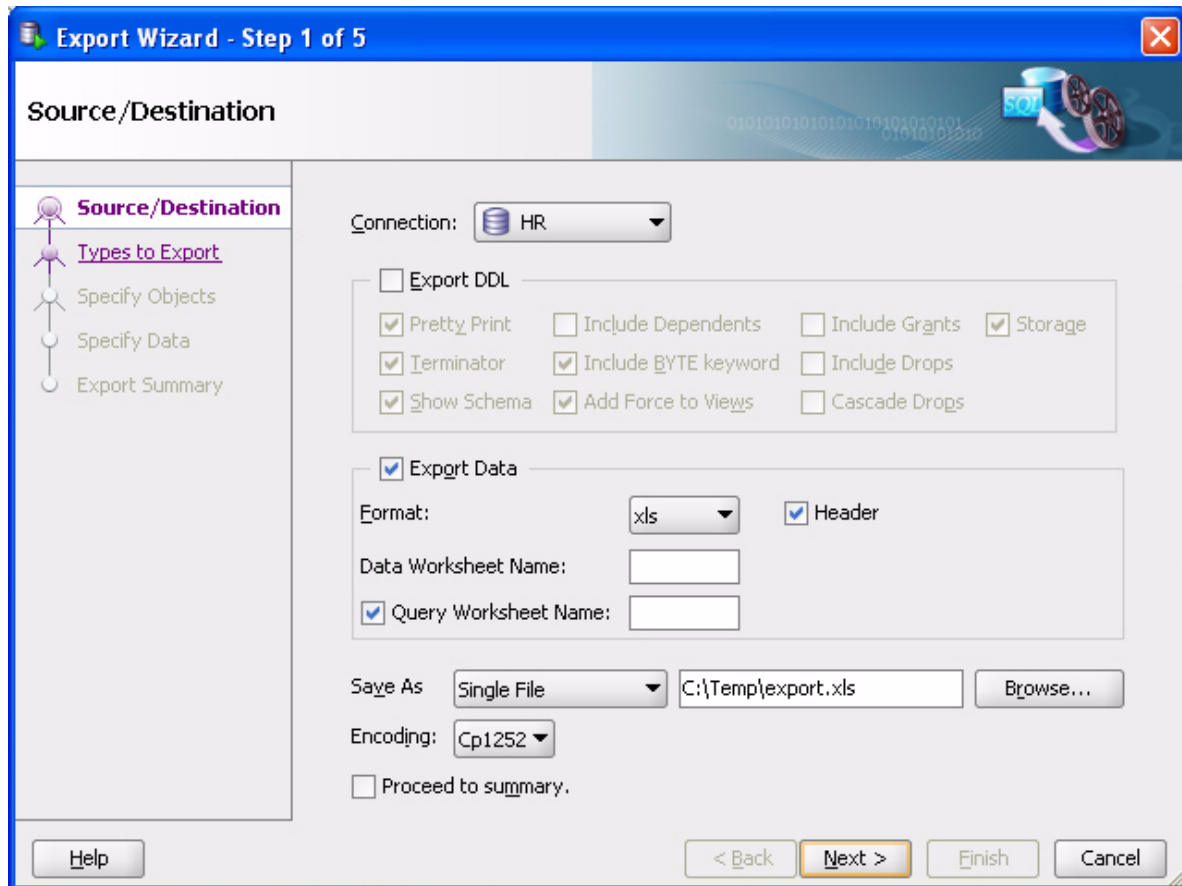 Export Wizard - Step 1 of 5
Source/Destination
SQL
Source/Destination
Types to Export
Specify Objects
Specify Data
Export Summary
Connection: HR
Export DDL
Pretty Print Include Dependents Include Grants Storage
Terminator Include BYTE keyword Include Drops
Show Schema Add Force to Views Cascade Drops
Export Data
Format: xls Header
Data Worksheet Name:
Query Worksheet Name:
Save As Single File C:\Temp\export.xls Browse...
Encoding: Cp1252
Proceed to summary.
Help < Back Next > Finish Cancel